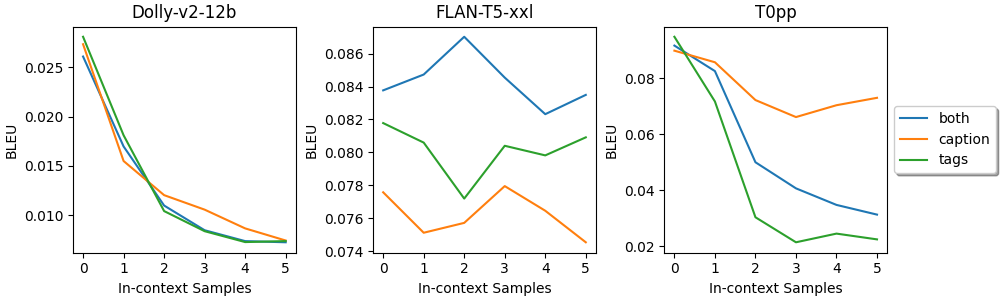 Dolly-v2-12b
BLEU
0.025
0.020
0.015
0.010
0 1 2 3 4 5
In-context Samples
FLAN-T5-xxl
BLEU
0.086
0.084
0.082
0.080
0.078
0.076
0.074
0 1 2 3 4 5
In-context Samples
T0pp
BLEU
0.08
0.06
0.04
0.02
0 1 2 3 4 5
In-context Samples
both
caption
tags